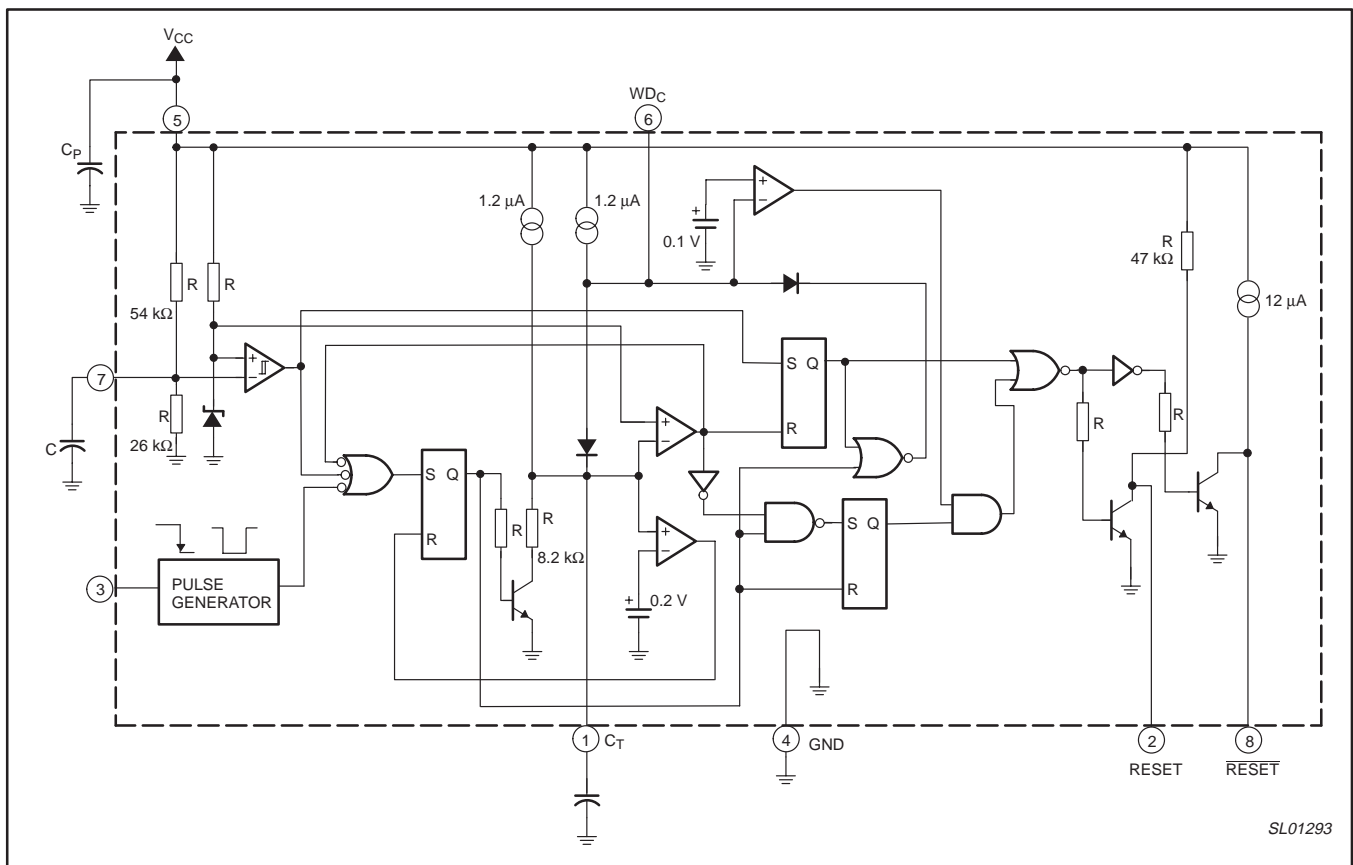 VCC
5
WDC
6
CP
1.2 μA
1.2 μA
+
−
+
0.1 V
R
47 kΩ
R
54 kΩ
R
12 μA
7
+
−
S Q
R
C
R
26 kΩ
+
−
R
S Q
R
R
R
8.2 kΩ
+
−
S Q
R
R
3
PULSE
GENERATOR
+
0.2 V
1
CT
4
GND
2
RESET
8
RESET
SL01293